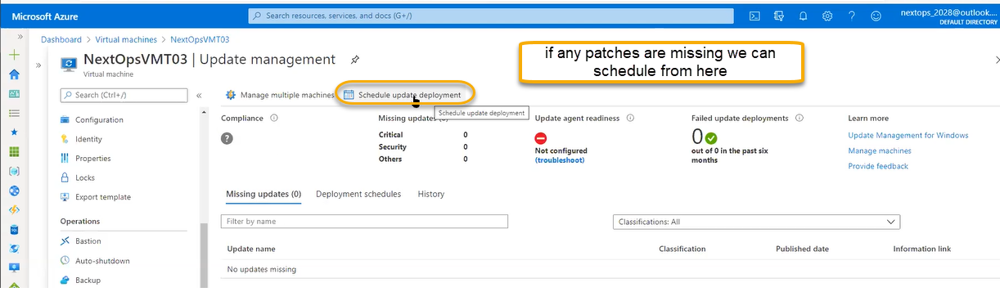 Microsoft Azure
Search resources, services, and docs (G+/)
nextops_2028@outlook....
DEFAULT DIRECTORY
Dashboard > Virtual machines > NextOpsVMT03
NextOpsVMT03 | Update management
Virtual machine
if any patches are missing we can
schedule from here
Search (Ctrl+/)
Manage multiple machines
Schedule update deployment
Schedule update deployment
Configuration
Identity
Properties
Locks
Export template
Operations
Bastion
Auto-shutdown
Backup
Compliance
Missing updates (0)
Critical 0
Security 0
Others 0
Update agent readiness
Not configured
(troubleshoot)
Failed update deployments
0
out of 0 in the past six
months
Learn more
Update Management for Windows
Manage machines
Provide feedback
Missing updates (0) Deployment schedules History
Filter by name
Classifications: All
Update name Classification Published date Information link
No updates missing